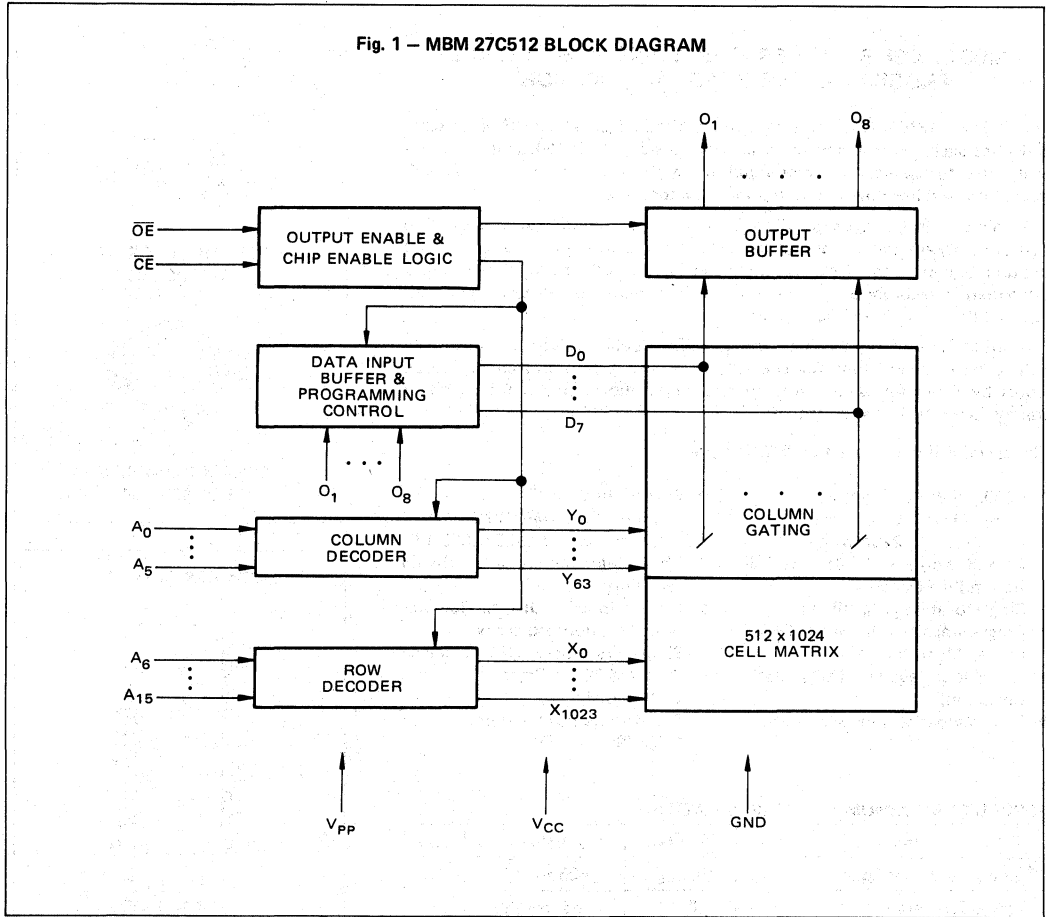 Fig. 1 — MBM 27C512 BLOCK DIAGRAM
O1 O8
. . .
OE
CE
OUTPUT ENABLE &
CHIP ENABLE LOGIC
OUTPUT
BUFFER
DATA INPUT
BUFFER &
PROGRAMMING
CONTROL
D0
D7
O1 . . . O8
A0
A5
COLUMN
DECODER
Y0
Y63
. . .
COLUMN
GATING
A6
A15
ROW
DECODER
X0
X1023
512 x 1024
CELL MATRIX
VPP
VCC
GND